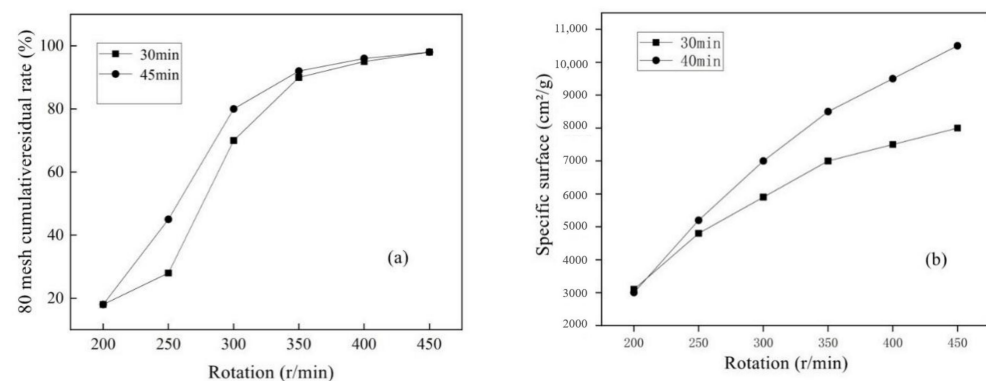 80 mesh cumulativeresidual rate (%)
100
80
60
40
20
30min
45min
(a)
200 250 300 350 400 450
Rotation (r/min)
Specific surface (cm²/g)
11,000
10,000
9000
8000
7000
6000
5000
4000
3000
2000
30min
40min
(b)
200 250 300 350 400 450
Rotation (r/min)